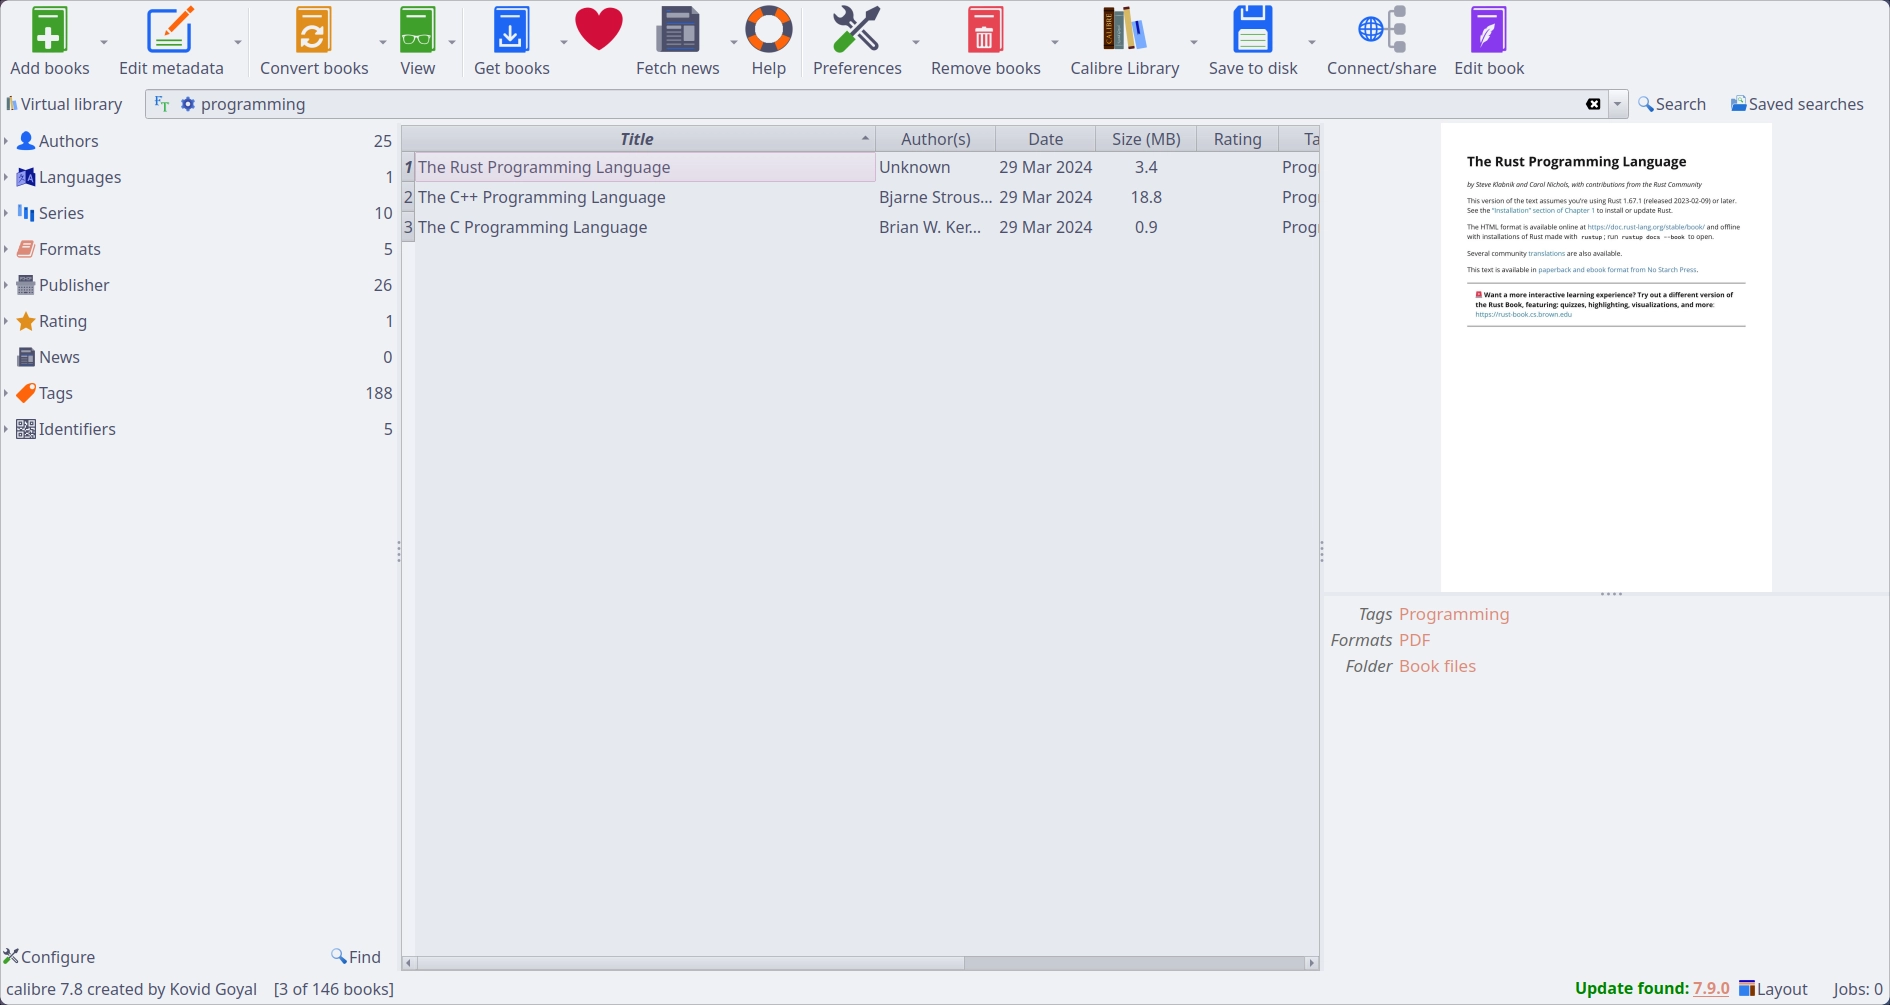 Add books Edit metadata Convert books View Get books Fetch news Help Preferences Remove books Calibre Library Save to disk Connect/share Edit book
Virtual library FT programming Search Saved searches
Authors 25
Languages 1
Series 10
Formats 5
Publisher 26
Rating 1
News 0
Tags 188
Identifiers 5
Configure Find
Title Author(s) Date Size (MB) Rating Ta
1 The Rust Programming Language Unknown 29 Mar 2024 3.4 Prog
2 The C++ Programming Language Bjarne Strous... 29 Mar 2024 18.8 Prog
3 The C Programming Language Brian W. Ker... 29 Mar 2024 0.9 Prog
The Rust Programming Language
by Steve Klabnik and Carol Nichols, with contributions from the Rust Community
This version of the text assumes you're using Rust 1.67.1 (released 2023-02-09) or later.
See the "Installation" section of Chapter 1 to install or update Rust.
The HTML format is available online at https://doc.rust-lang.org/stable/book/ and offline
with installations of Rust made with rustup; run rustup docs --book to open.
Several community translations are also available.
This text is available in paperback and ebook format from No Starch Press.
Want a more interactive learning experience? Try out a different version of
the Rust Book, featuring: quizzes, highlighting, visualizations, and more:
https://rust-book.cs.brown.edu
Tags Programming
Formats PDF
Folder Book files
calibre 7.8 created by Kovid Goyal [3 of 146 books] Update found: 7.9.0 Layout Jobs: 0